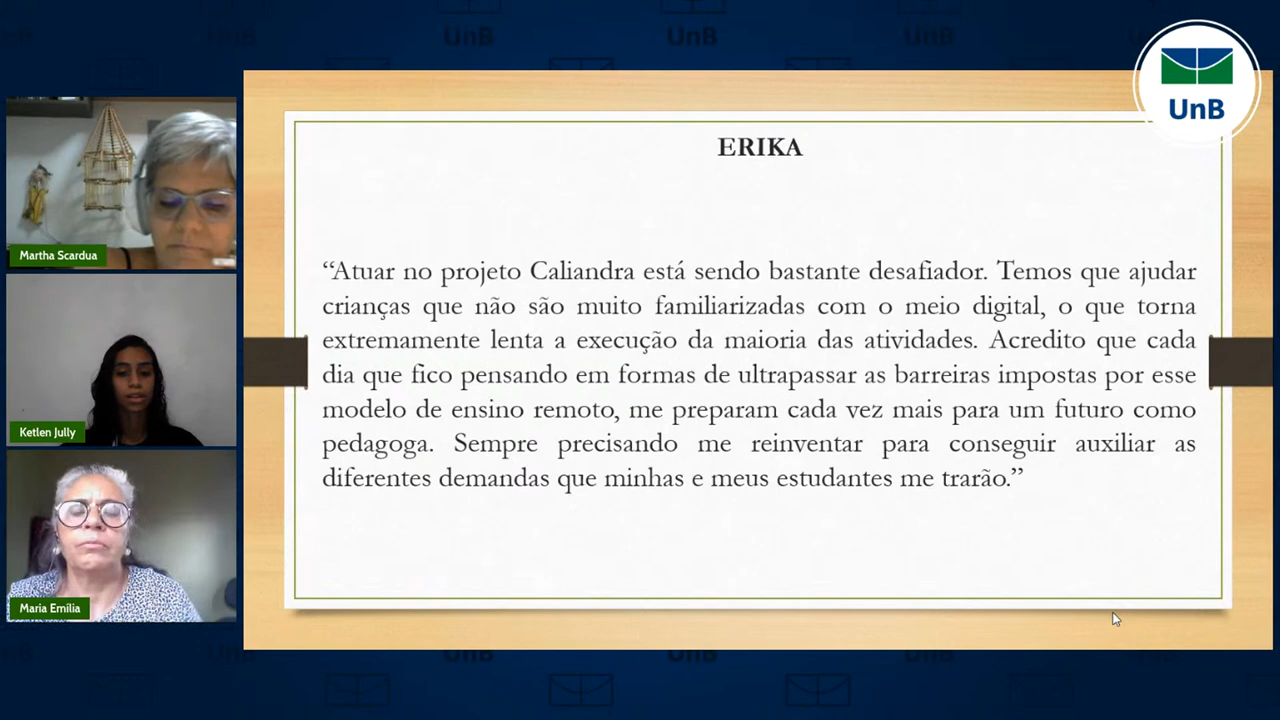 UnB
UnB
UnB
UnB
ERIKA
“Atuar no projeto Caliandra está sendo bastante desafiador. Temos que ajudar
crianças que não são muito familiarizadas com o meio digital, o que torna
extremamente lenta a execução da maioria das atividades. Acredito que cada
dia que fico pensando em formas de ultrapassar as barreiras impostas por esse
modelo de ensino remoto, me preparam cada vez mais para um futuro como
pedagoga. Sempre precisando me reinventar para conseguir auxiliar as
diferentes demandas que minhas e meus estudantes me trarão.”
Martha Scardua
Ketlen Jully
Maria Emília